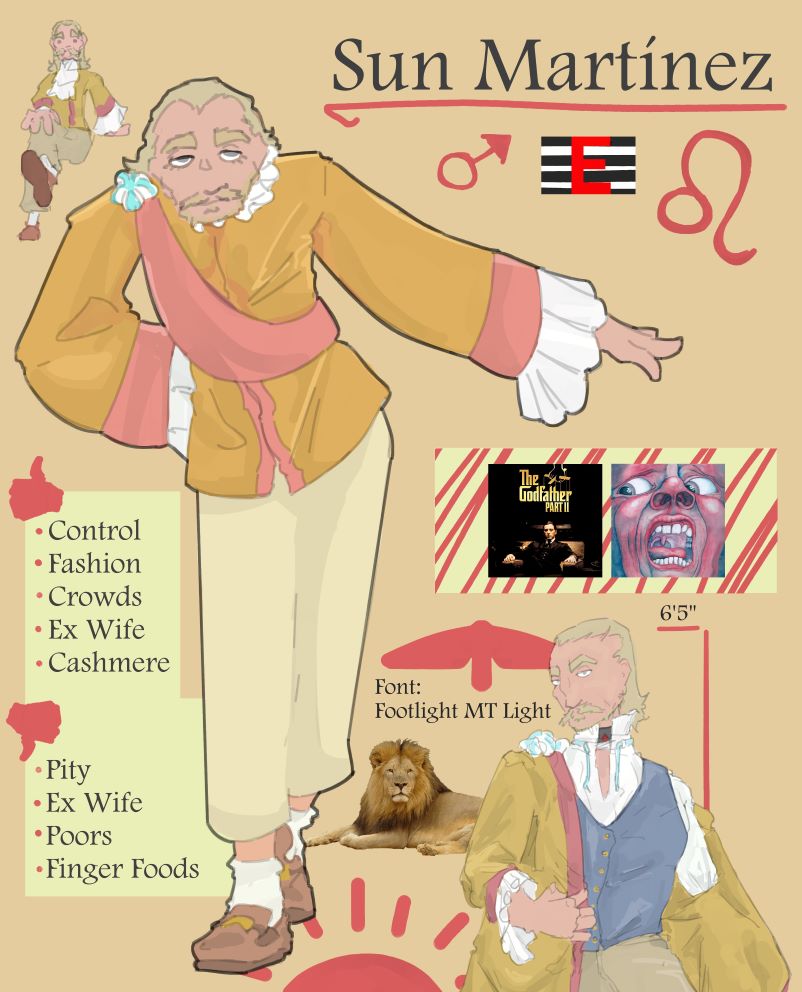 Sun Martínez
E
The
Godfather
PART II
• Control
• Fashion
• Crowds
• Ex Wife
• Cashmere
6'5"
Font:
Footlight MT Light
• Pity
• Ex Wife
• Poors
• Finger Foods